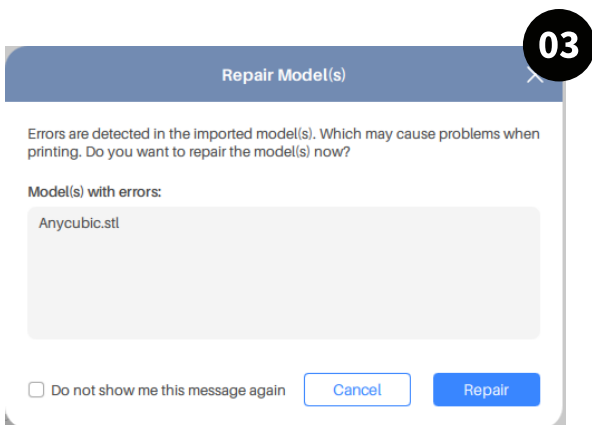 03
Repair Model(s)
Errors are detected in the imported model(s). Which may cause problems when
printing. Do you want to repair the model(s) now?
Model(s) with errors:
Anycubic.stl
Do not show me this message again
Cancel
Repair